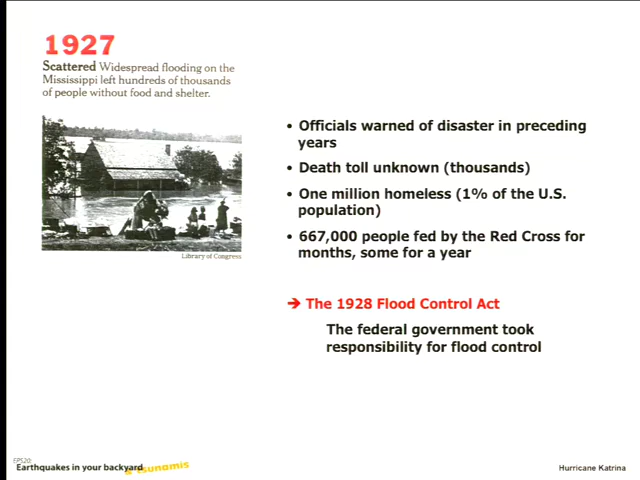 1927
Scattered Widespread flooding on the
Mississippi left hundreds of thousands
of people without food and shelter.
Library of Congress
• Officials warned of disaster in preceding
years
• Death toll unknown (thousands)
• One million homeless (1% of the U.S.
population)
• 667,000 people fed by the Red Cross for
months, some for a year
➔ The 1928 Flood Control Act
The federal government took
responsibility for flood control
EPS20:
Earthquakes in your backyard
& Tsunamis
Hurricane Katrina